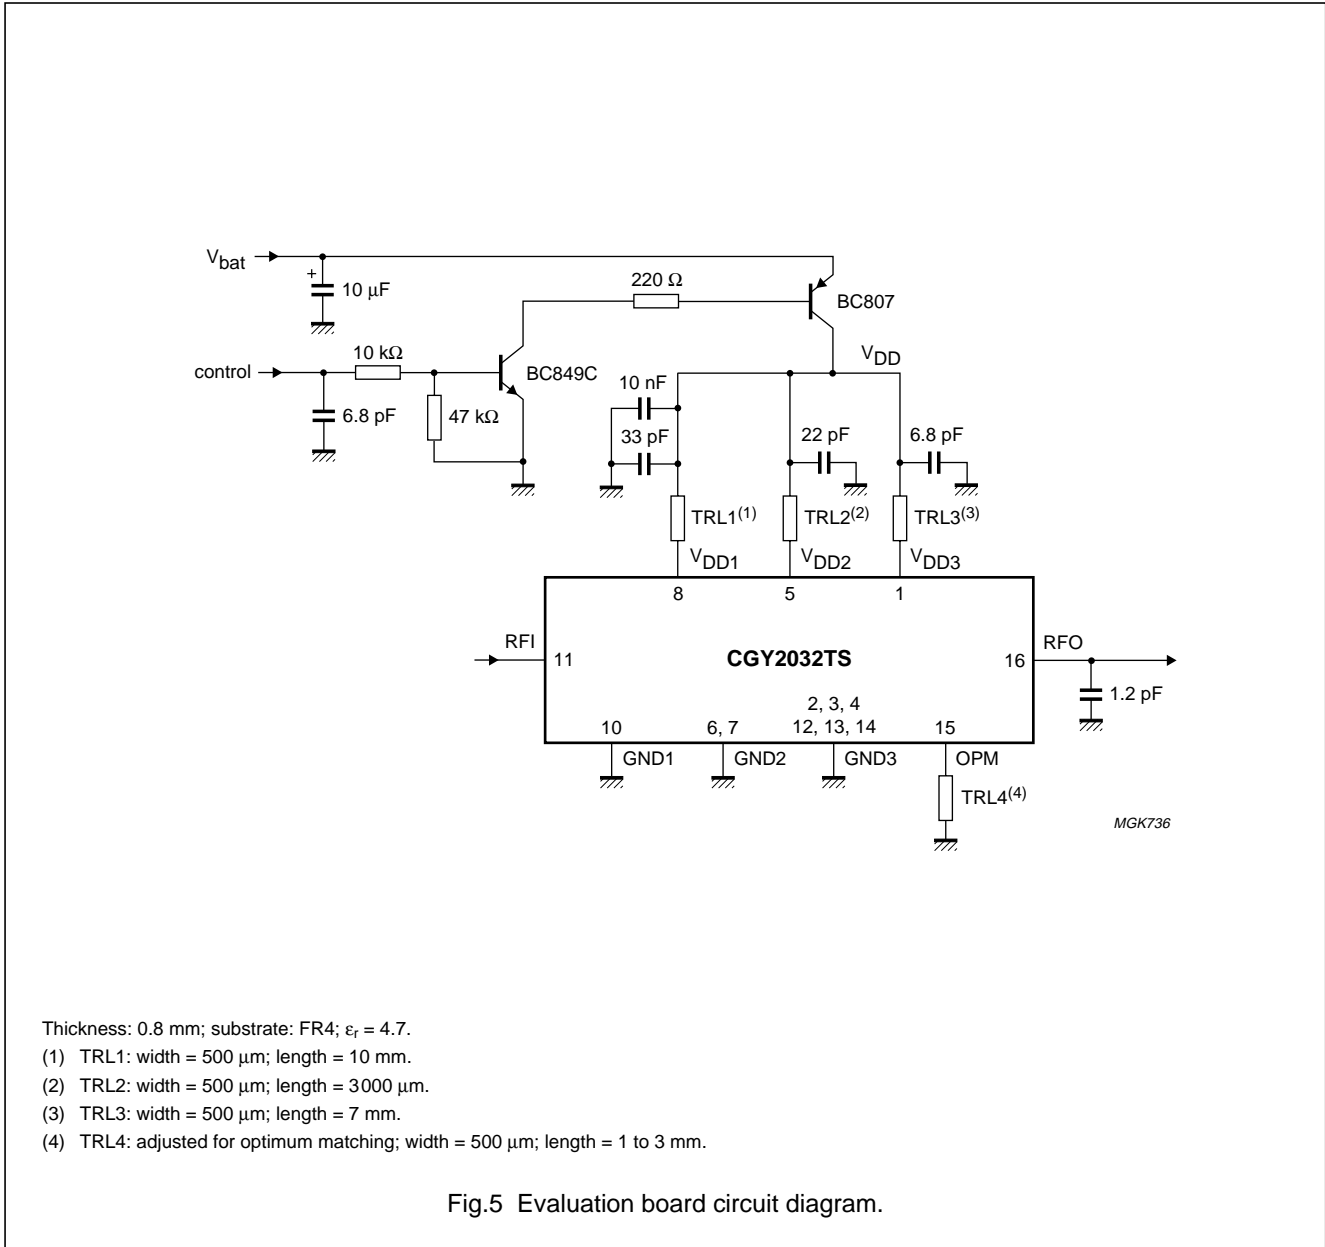 Vbat
+
10 μF
220 Ω
BC807
control
10 kΩ
BC849C
6.8 pF
47 kΩ
VDD
10 nF
33 pF
22 pF
6.8 pF
TRL1(1)
TRL2(2)
TRL3(3)
VDD1
VDD2
VDD3
8
5
1
RFI
11
CGY2032TS
16
RFO
1.2 pF
2, 3, 4
10
6, 7
12, 13, 14
15
GND1
GND2
GND3
OPM
TRL4(4)
MGK736
Thickness: 0.8 mm; substrate: FR4; εr = 4.7.
(1) TRL1: width = 500 μm; length = 10 mm.
(2) TRL2: width = 500 μm; length = 3000 μm.
(3) TRL3: width = 500 μm; length = 7 mm.
(4) TRL4: adjusted for optimum matching; width = 500 μm; length = 1 to 3 mm.
Fig.5 Evaluation board circuit diagram.